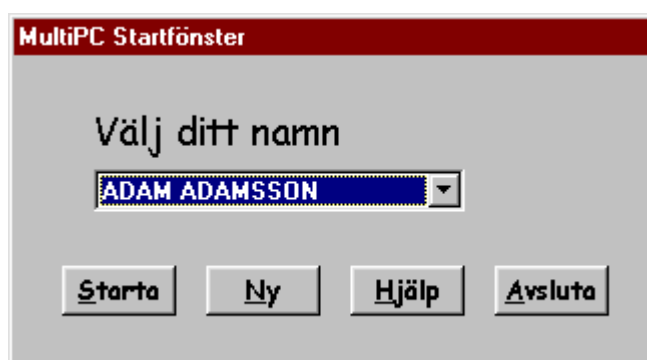 MultiPC Startfönster
Välj ditt namn
ADAM ADAMSSON
Starta Ny Hjälp Avsluta